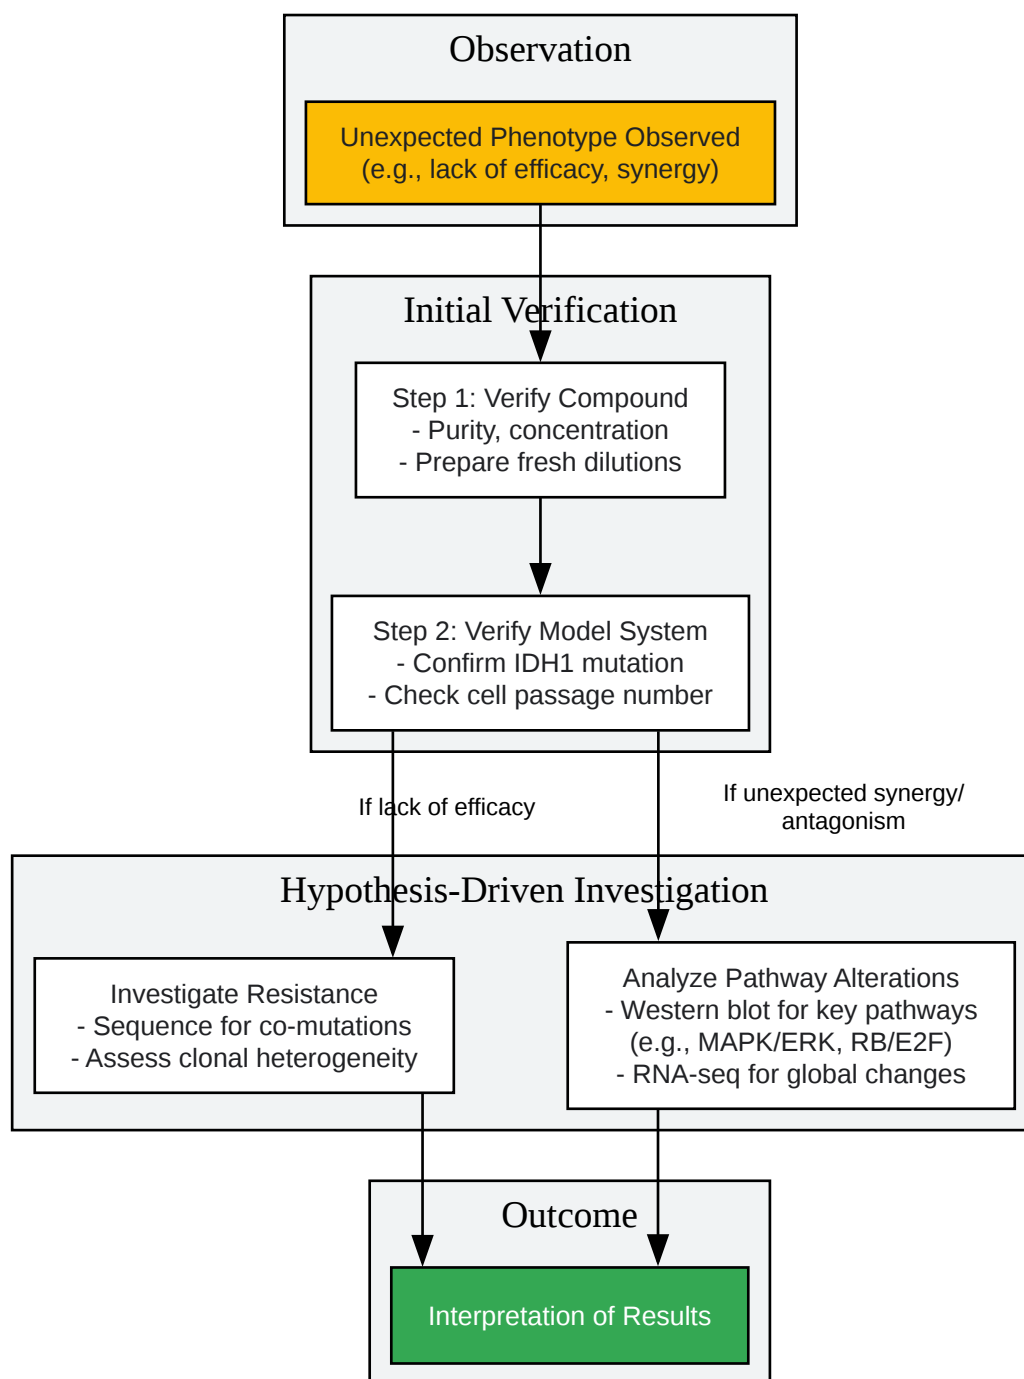 Observation
Unexpected Phenotype Observed
(e.g., lack of efficacy, synergy)
Initial Verification
Step 1: Verify Compound
- Purity, concentration
- Prepare fresh dilutions
Step 2: Verify Model System
- Confirm IDH1 mutation
- Check cell passage number
If lack of efficacy
If unexpected synergy/
antagonism
Hypothesis-Driven Investigation
Investigate Resistance
- Sequence for co-mutations
- Assess clonal heterogeneity
Analyze Pathway Alterations
- Western blot for key pathways
(e.g., MAPK/ERK, RB/E2F)
- RNA-seq for global changes
Outcome
Interpretation of Results